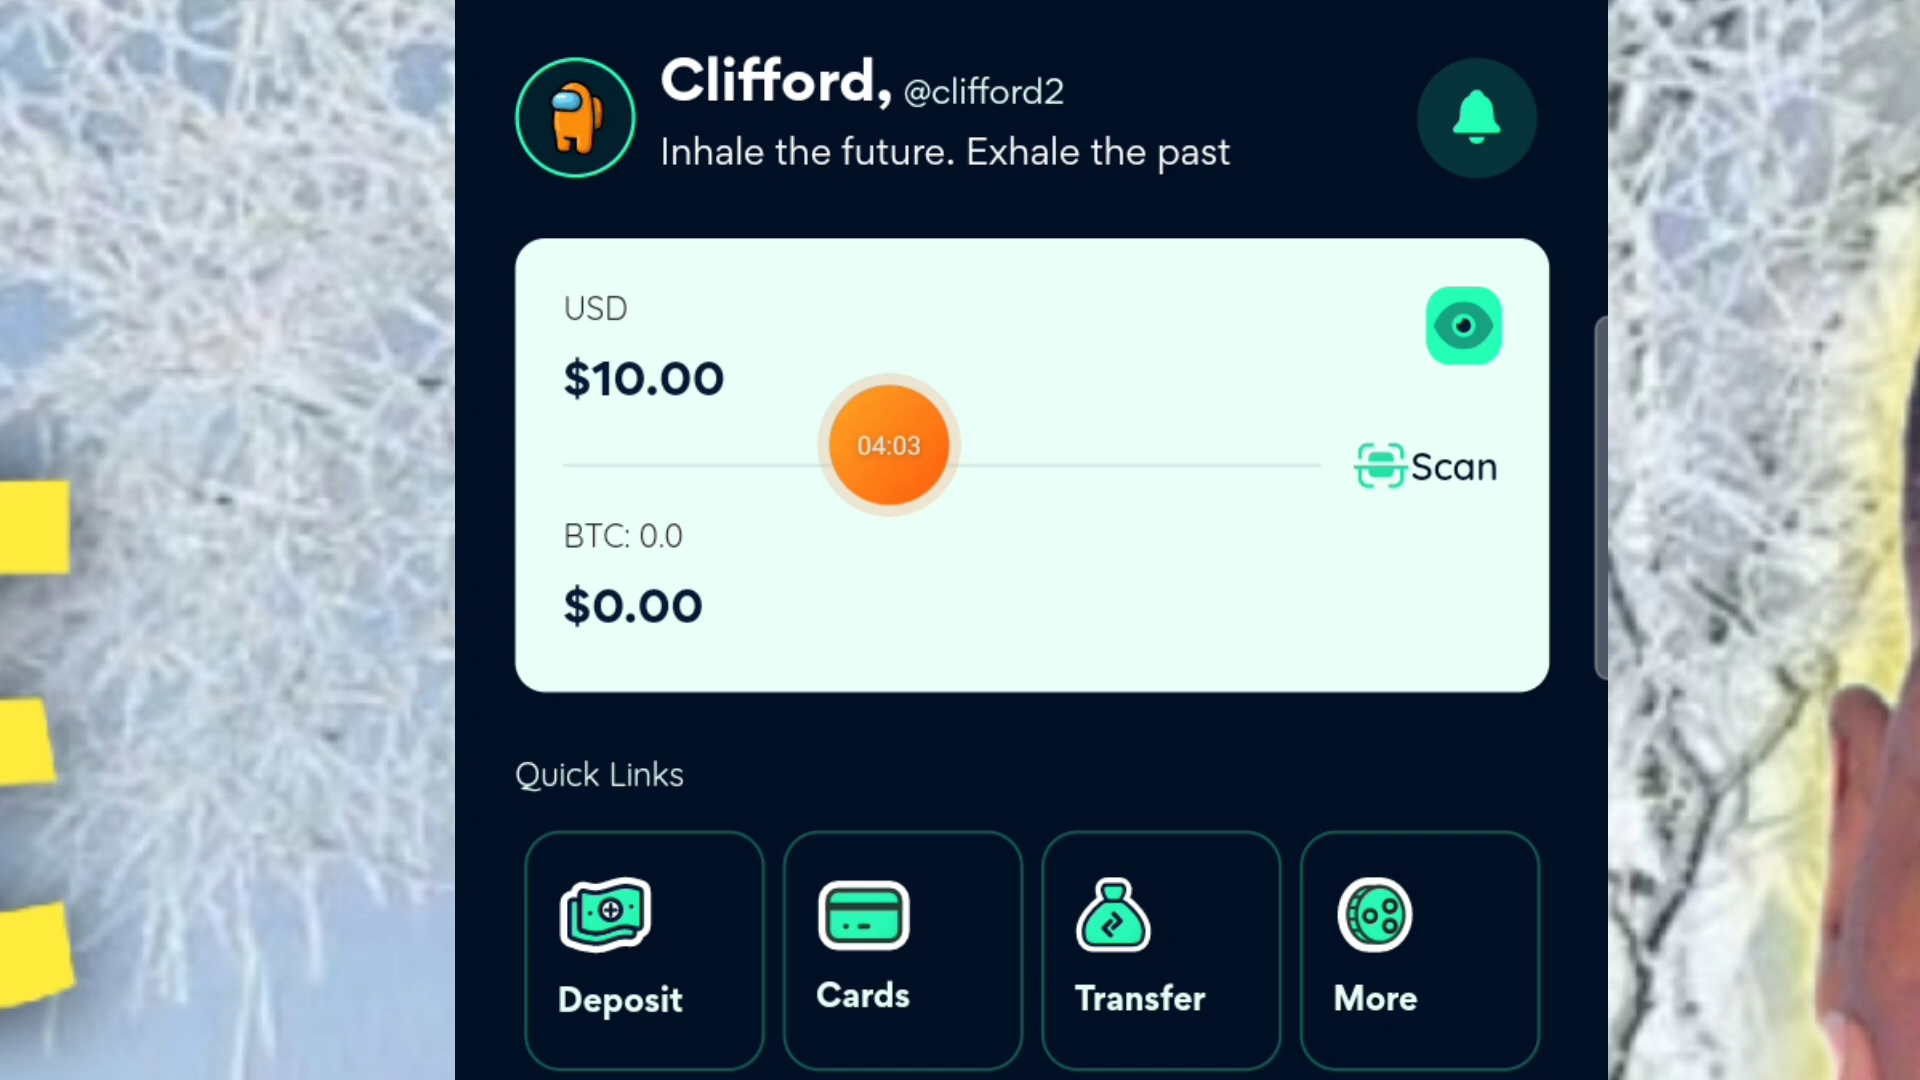 Clifford, @clifford2
Inhale the future. Exhale the past
USD
$10.00
04:03
Scan
BTC: 0.0
$0.00
Quick Links
Deposit
Cards
Transfer
More